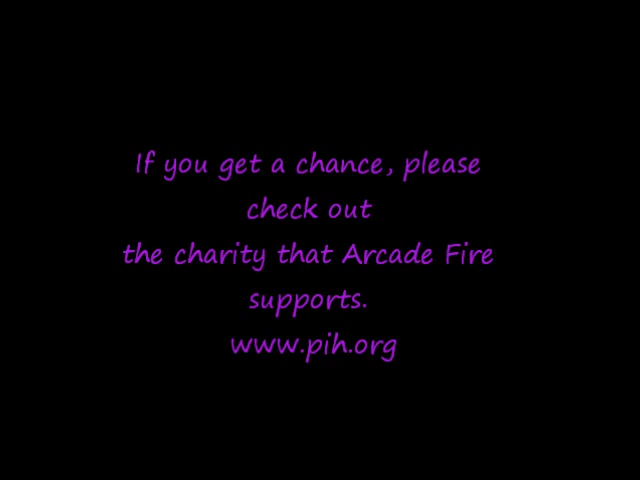 If you get a chance, please
check out
the charity that Arcade Fire
supports.
www.pih.org